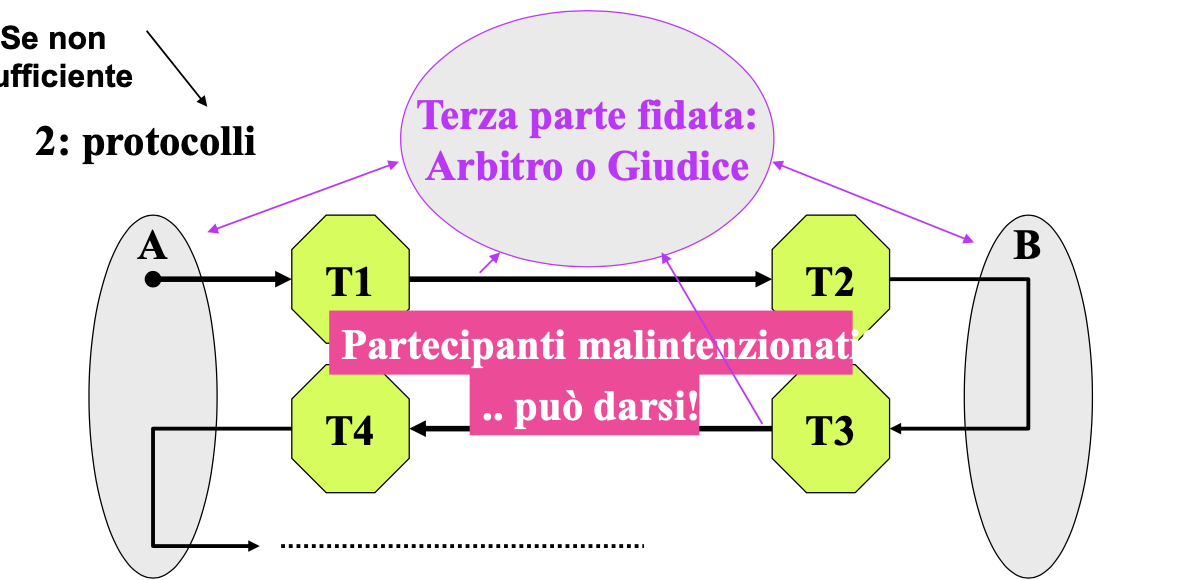 Se non
ufficiente
2: protocolli
Terza parte fidata:
Arbitro o Giudice
A
B
T1
T2
Partecipanti malintenzionati
.. può darsi!
T4
T3